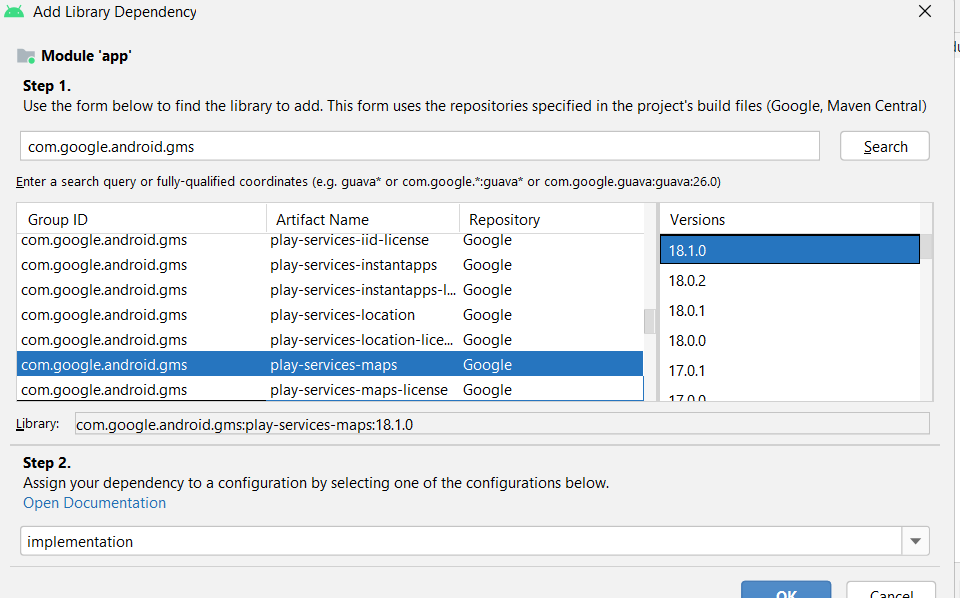 Add Library Dependency
Module 'app'
Step 1.
Use the form below to find the library to add. This form uses the repositories specified in the project's build files (Google, Maven Central)
com.google.android.gms
Search
Enter a search query or fully-qualified coordinates (e.g. guava* or com.google.*:guava* or com.google.guava:guava:26.0)
Group ID Artifact Name Repository Versions
com.google.android.gms play-services-iid-license Google 18.1.0
com.google.android.gms play-services-instantapps Google 18.0.2
com.google.android.gms play-services-instantapps-l... Google 18.0.1
com.google.android.gms play-services-location Google 18.0.0
com.google.android.gms play-services-location-lice... Google 17.0.1
com.google.android.gms play-services-maps Google 17.0.0
com.google.android.gms play-services-maps-license Google
Library: com.google.android.gms:play-services-maps:18.1.0
Step 2.
Assign your dependency to a configuration by selecting one of the configurations below.
Open Documentation
implementation
OK Cancel